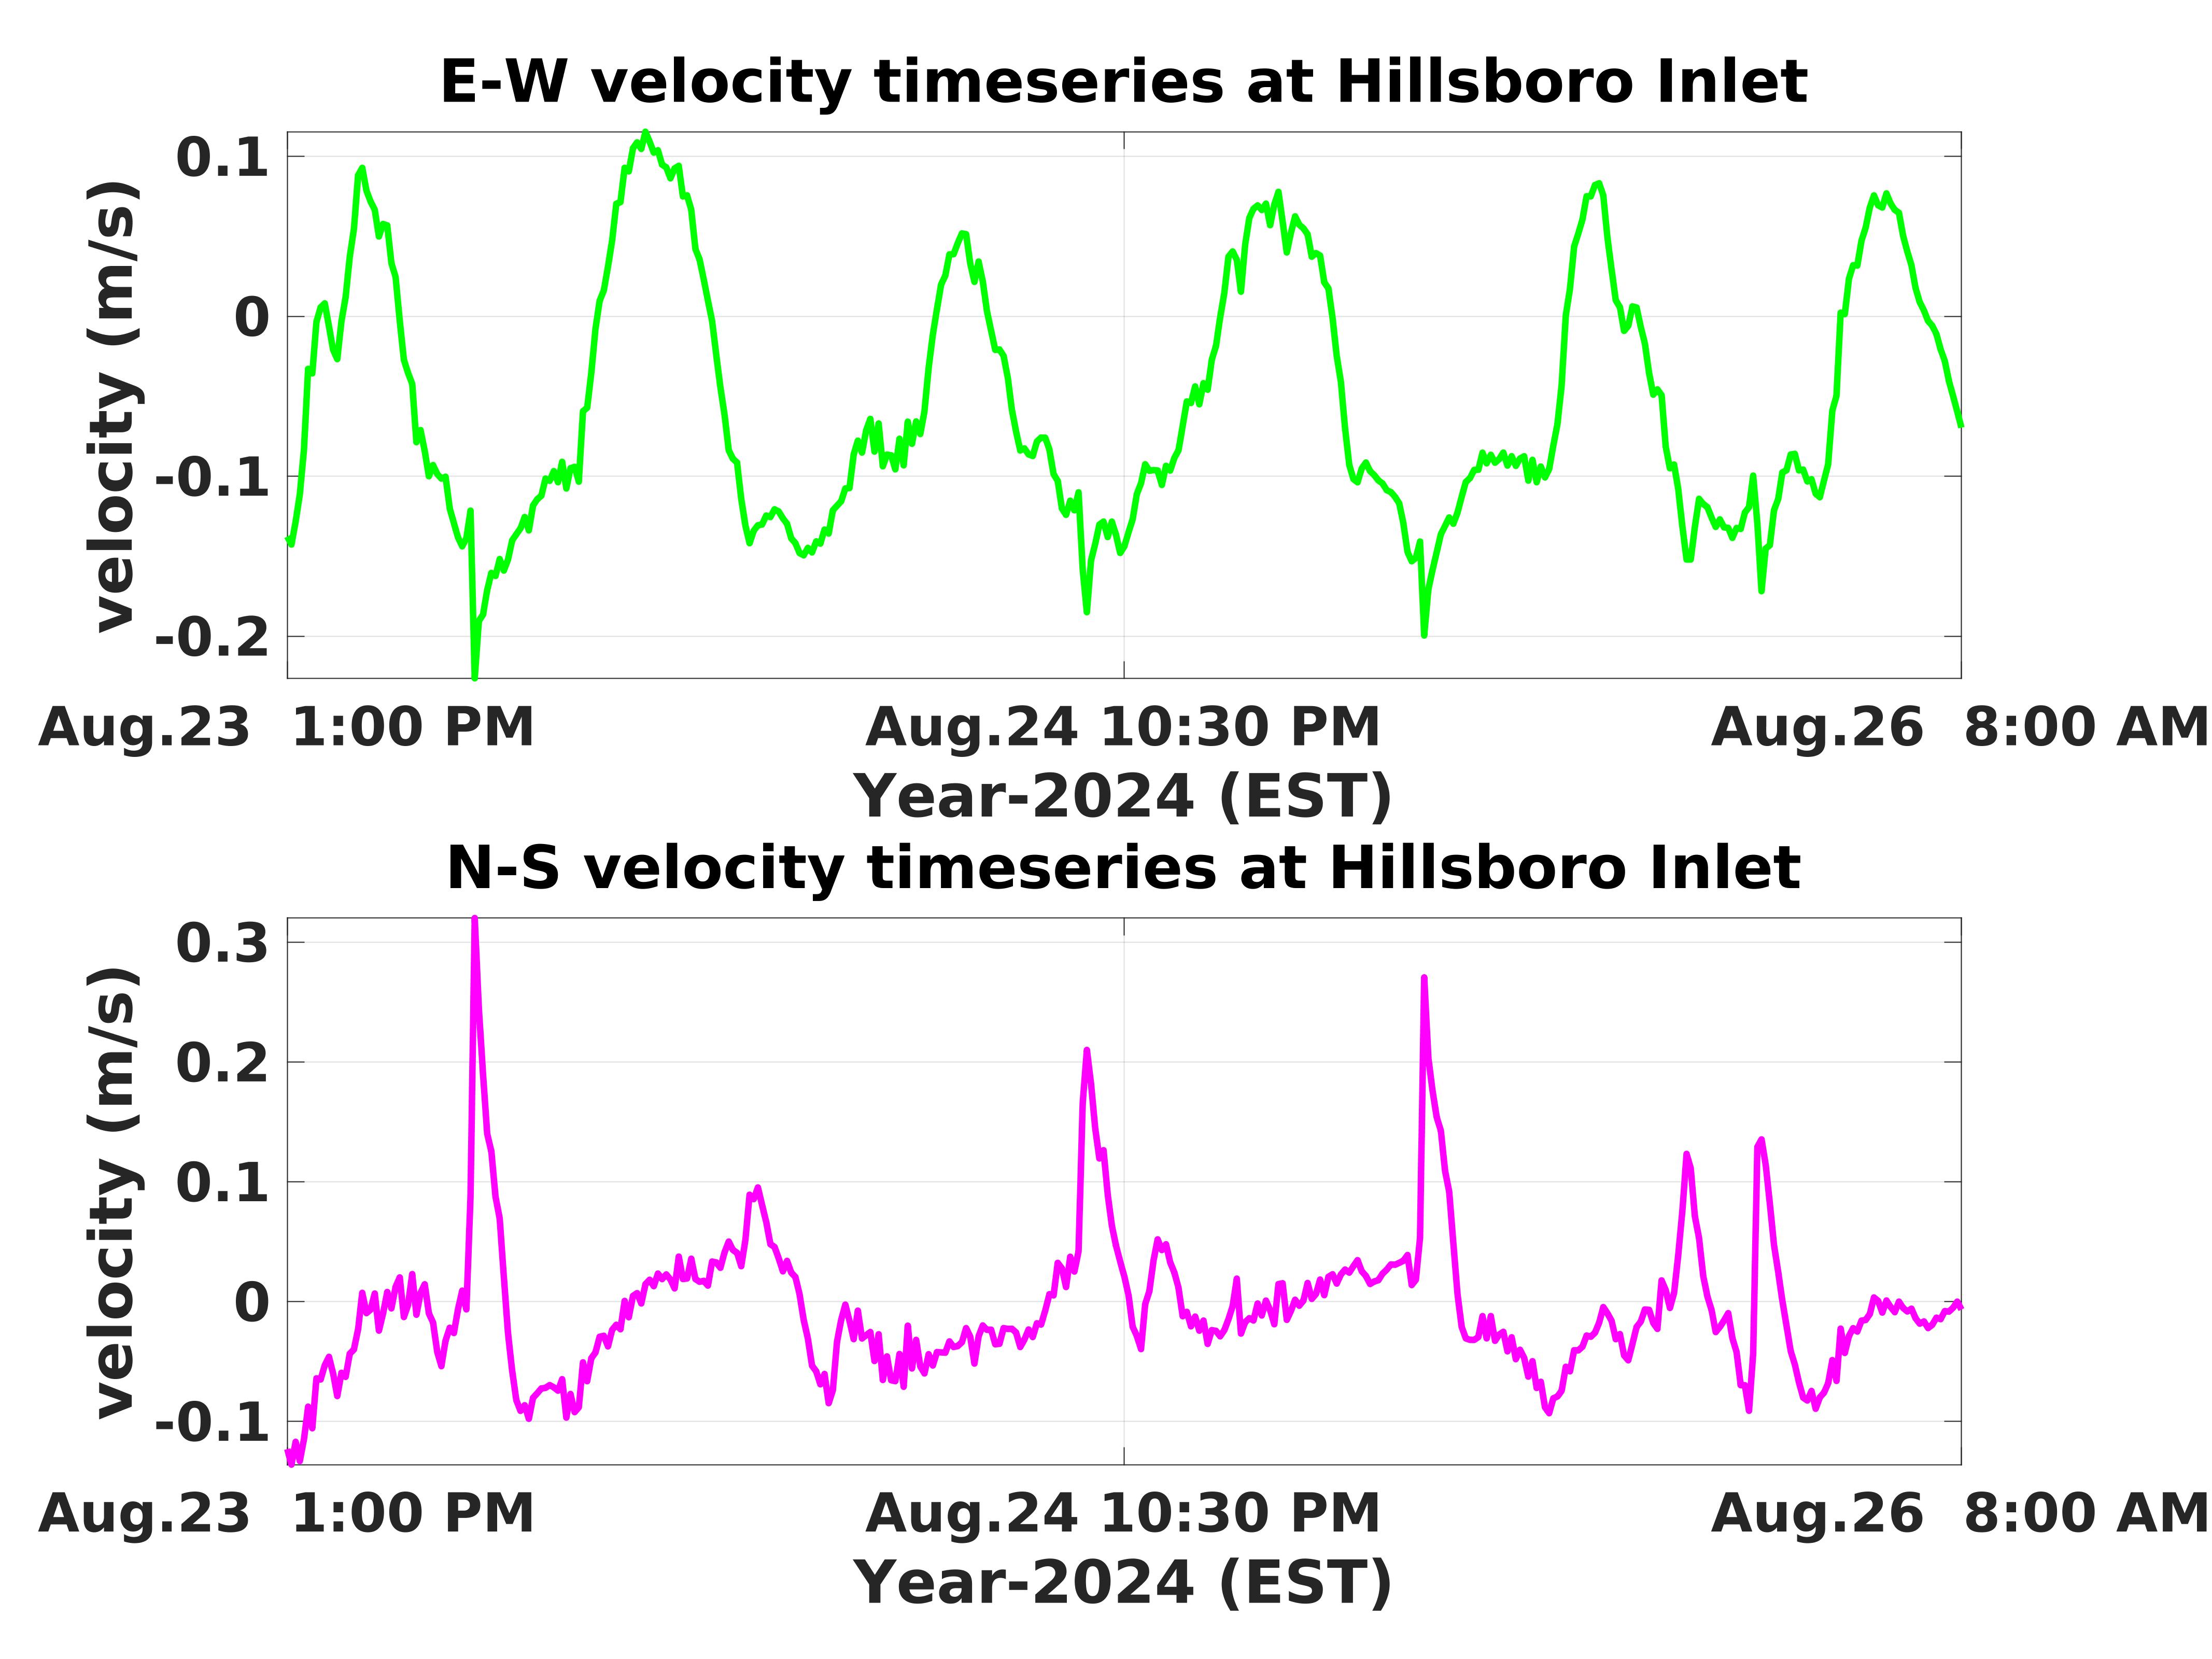 E-W velocity timeseries at Hillsboro Inlet
velocity (m/s)
0.1
0
-0.1
-0.2
Aug.23  1:00 PM Aug.24 10:30 PM Aug.26  8:00 AM
Year-2024 (EST)
N-S velocity timeseries at Hillsboro Inlet
velocity (m/s)
0.3
0.2
0.1
0
-0.1
Aug.23  1:00 PM Aug.24 10:30 PM Aug.26  8:00 AM
Year-2024 (EST)